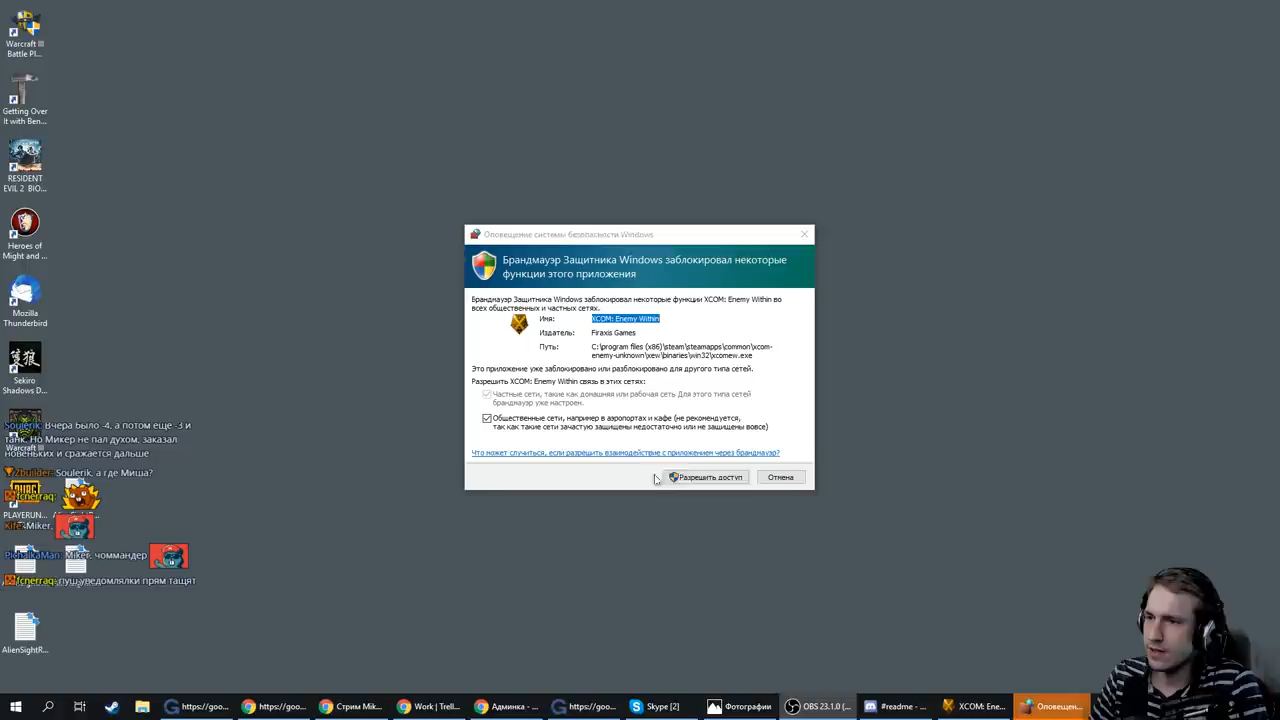 Warcraft III
Battle Pl...
Getting Over
It with Ben...
RESIDENT
EVIL 2 BIO...
Heroes of
Might and ...
Mozilla
Thunderbird
Sekiro
Shadows D...
Soulerik: Вчера было -4, а потом еще -3 и
танк. Но Микер не пал духом, заказал
новеньких и сражается дальше
Zbuilder- Soulerik, а где Миша?
fcnerraq:
PLAYERUN...
Miker,
PichalkaMan: Miker, чоммандер
fcnerraq: пуш уведомлялки прям тащят
AlienSightR...
Оповещение системы безопасности Windows
Брандмауэр Защитника Windows заблокировал некоторые
функции этого приложения
Брандмауэр Защитника Windows заблокировал некоторые функции XCOM: Enemy Within во
всех общественных и частных сетях.
Имя: XCOM: Enemy Within
Издатель: Firaxis Games
Путь: C:\program files (x86)\steam\steamapps\common\xcom-
enemy-unknown\xew\binaries\win32\xcomew.exe
Это приложение уже заблокировано или разблокировано для другого типа сетей.
Разрешить XCOM: Enemy Within связь в этих сетях:
Частные сети, такие как домашняя или рабочая сеть Для этого типа сетей
брандмауэр уже настроен.
Общественные сети, например в аэропортах и кафе (не рекомендуется,
так как такие сети зачастую защищены недостаточно или не защищены вовсе)
Что может случиться, если разрешить взаимодействие с приложением через брандмауэр?
Разрешить доступ Отмена
https://goo... https://goo... Стрим Mik... Work | Trell... Админка - ... https://goo... Skype [2] Фотографии OBS 23.1.0 (... #readme - ... XCOM: Ene... Оповещен...